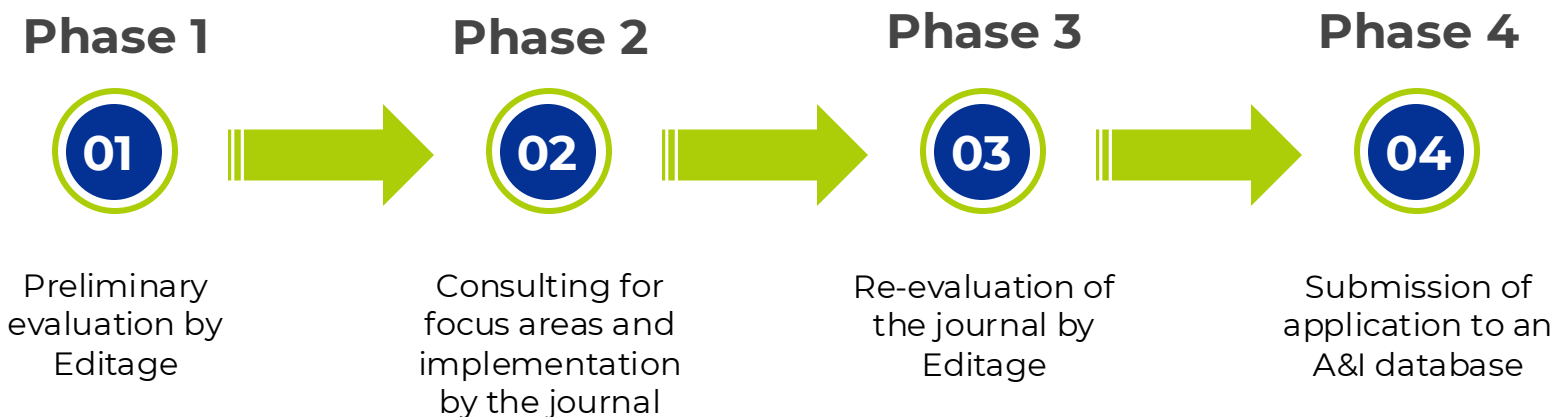 Phase 1
Phase 2
Phase 3
Phase 4
01
02
03
04
Preliminary
evaluation by
Editage
Consulting for
focus areas and
implementation
by the journal
Re-evaluation of
the journal by
Editage
Submission of
application to an
A&I database